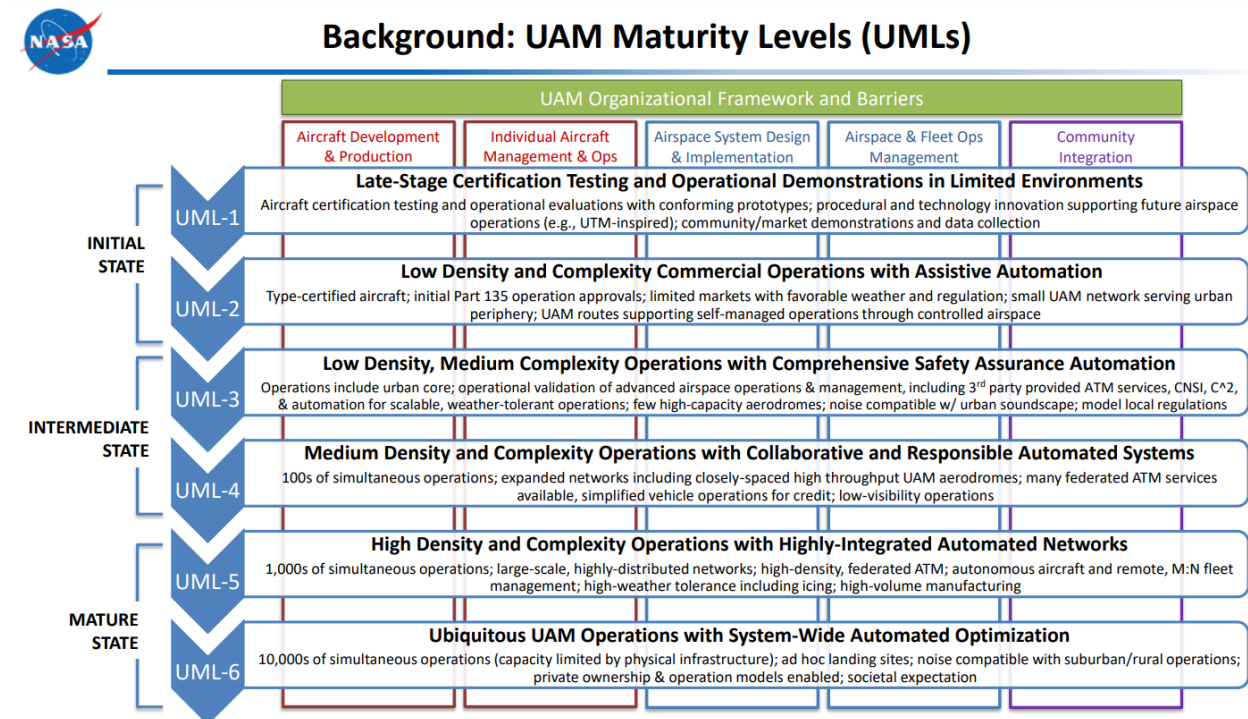 NASA
Background: UAM Maturity Levels (UMLs)
UAM Organizational Framework and Barriers
Aircraft Development
& Production
Individual Aircraft
Management & Ops
Airspace System Design
& Implementation
Airspace & Fleet Ops
Management
Community
Integration
INITIAL
STATE
UML-1
Late-Stage Certification Testing and Operational Demonstrations in Limited Environments
Aircraft certification testing and operational evaluations with conforming prototypes; procedural and technology innovation supporting future airspace
operations (e.g., UTM-inspired); community/market demonstrations and data collection
UML-2
Low Density and Complexity Commercial Operations with Assistive Automation
Type-certified aircraft; initial Part 135 operation approvals; limited markets with favorable weather and regulation; small UAM network serving urban
periphery; UAM routes supporting self-managed operations through controlled airspace
INTERMEDIATE
STATE
UML-3
Low Density, Medium Complexity Operations with Comprehensive Safety Assurance Automation
Operations include urban core; operational validation of advanced airspace operations & management, including 3rd party provided ATM services, CNSI, C^2,
& automation for scalable, weather-tolerant operations; few high-capacity aerodromes; noise compatible w/ urban soundscape; model local regulations
UML-4
Medium Density and Complexity Operations with Collaborative and Responsible Automated Systems
100s of simultaneous operations; expanded networks including closely-spaced high throughput UAM aerodromes; many federated ATM services
available, simplified vehicle operations for credit; low-visibility operations
MATURE
STATE
UML-5
High Density and Complexity Operations with Highly-Integrated Automated Networks
1,000s of simultaneous operations; large-scale, highly-distributed networks; high-density, federated ATM; autonomous aircraft and remote, M:N fleet
management; high-weather tolerance including icing; high-volume manufacturing
UML-6
Ubiquitous UAM Operations with System-Wide Automated Optimization
10,000s of simultaneous operations (capacity limited by physical infrastructure); ad hoc landing sites; noise compatible with suburban/rural operations;
private ownership & operation models enabled; societal expectation